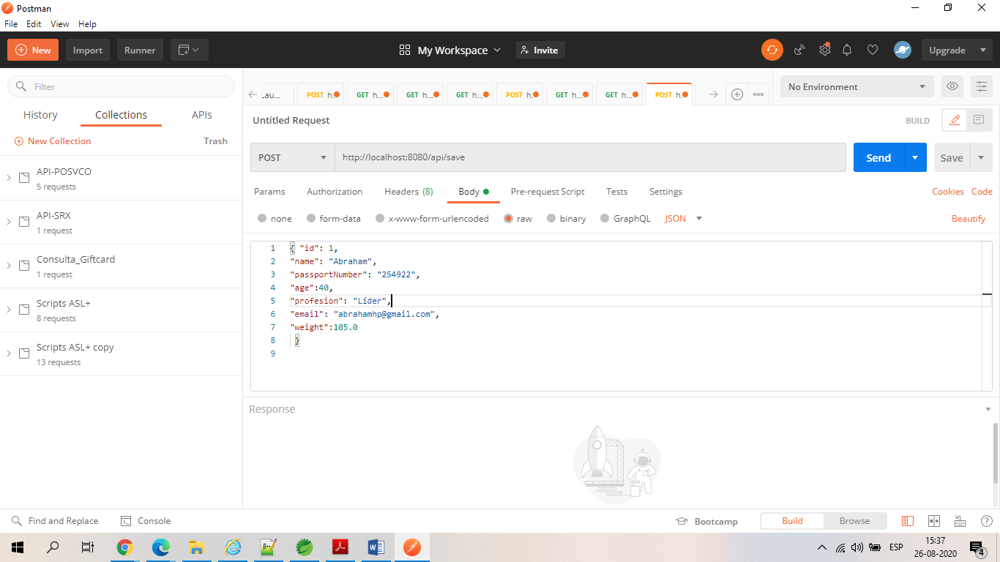 Postman
File Edit View Help
New Import Runner My Workspace Invite Upgrade
Filter
History Collections APIs
New Collection Trash
API-POSVCO
5 requests
API-SRX
1 request
Consulta_Giftcard
1 request
Scripts ASL+
8 requests
Scripts ASL+ copy
13 requests
Lau... POST h. GET h... GET h... GET h... POST h... GET h... GET h... POST h.
No Environment
Untitled Request BUILD
POST http://localhost:8080/api/save Send Save
Params Authorization Headers (8) Body Pre-request Script Tests Settings Cookies Code
none form-data x-www-form-urlencoded raw binary GraphQL JSON Beautify
1 { "id": 1,
2 "name": "Abraham",
3 "passportNumber": "254922",
4 "age":40,
5 "profesion": "Líder",
6 "email": "abrahamhp@gmail.com",
7 "weight":105.0
8 }
9
Response
Find and Replace Console Bootcamp Build Browse
ESP 15:37
26-08-2020 4